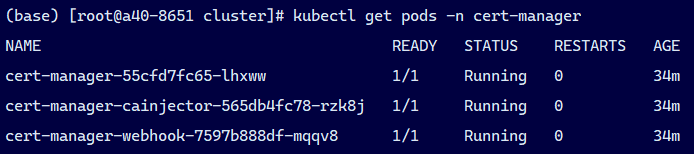 (base) [root@a40-8651 cluster]# kubectl get pods -n cert-manager
NAME READY STATUS RESTARTS AGE
cert-manager-55cfd7fc65-lhxww 1/1 Running 0 34m
cert-manager-cainjector-565db4fc78-rzk8j 1/1 Running 0 34m
cert-manager-webhook-7597b888df-mqqv8 1/1 Running 0 34m